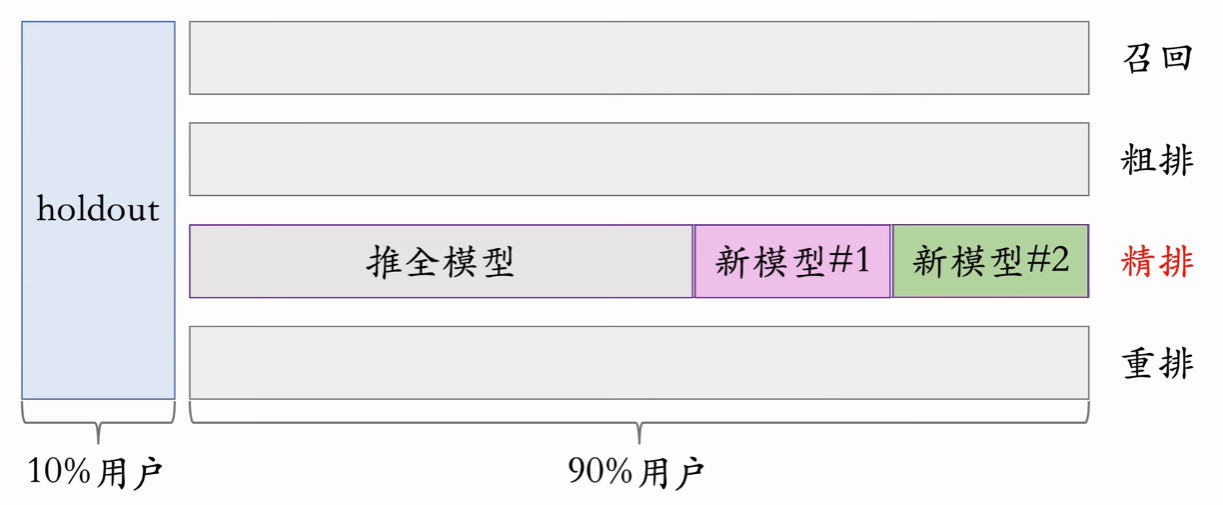 holdout
召回
粗排
推全模型 新模型#1 新模型#2 精排
重排
10%用户 90%用户